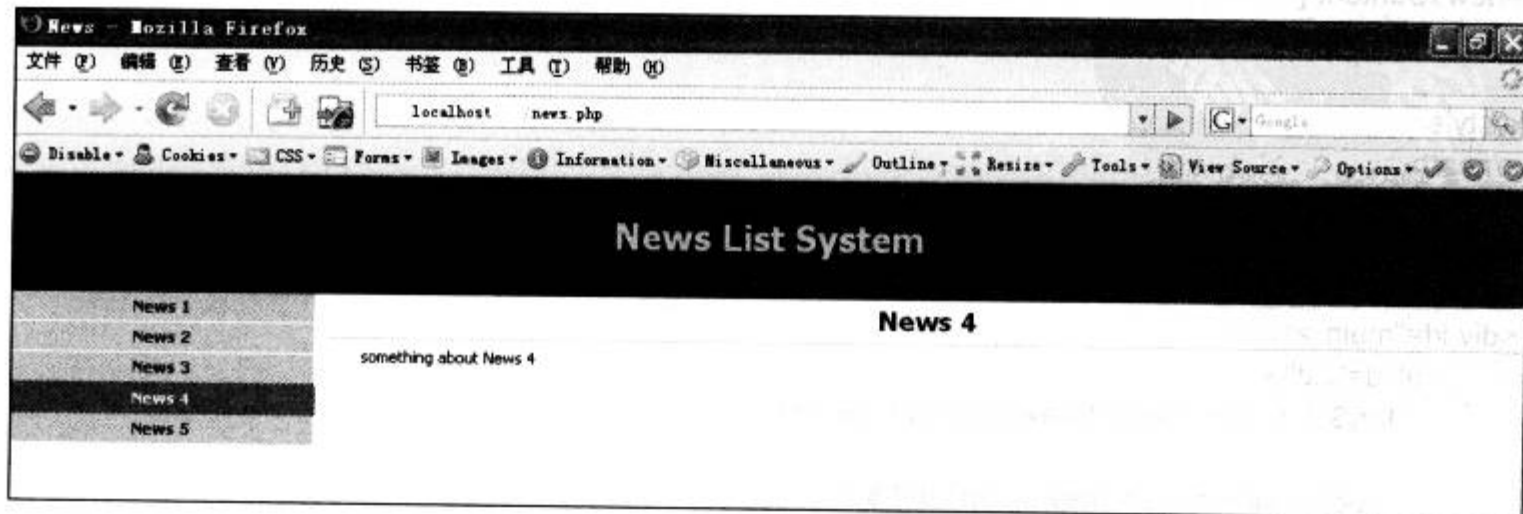 News - Mozilla Firefox
文件 (F) 编辑 (E) 查看 (V) 历史 (S) 书签 (B) 工具 (T) 帮助 (H)
localhost news.php
G Google
Disable Cookies CSS Forms Images Information Miscellaneous Outline Resize Tools View Source Options
News List System
News 1
News 2
News 3
News 4
News 5
News 4
something about News 4